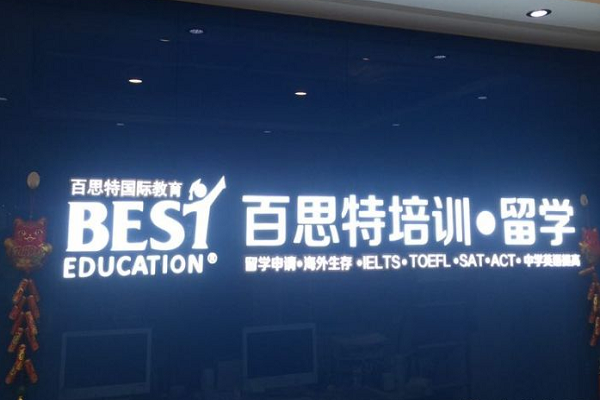 百思特国际教育
BEST
EDUCATION®
百思特培训•留学
留学申请•海外生存•IELTS•TOEFL•SAT•ACT•中学英语提高